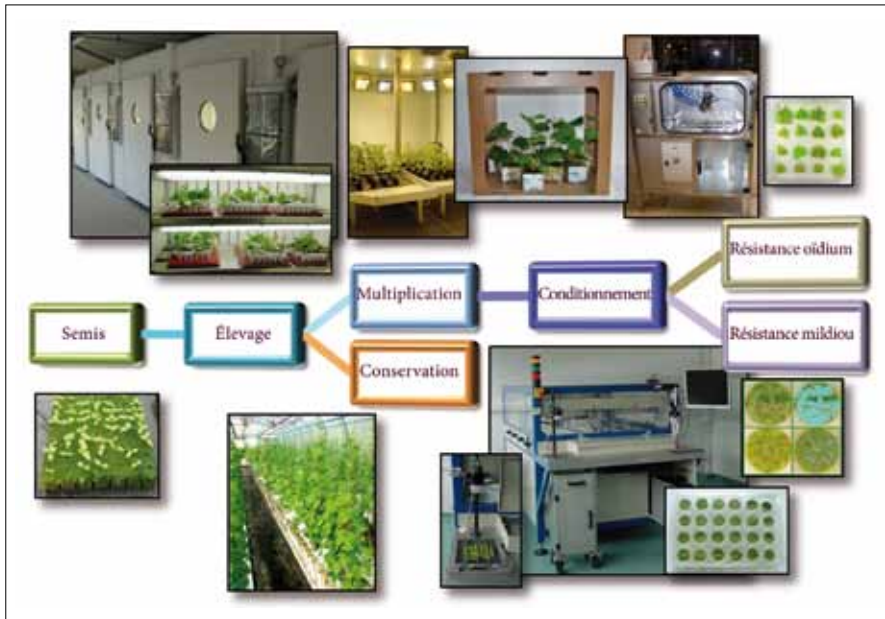 Semis
Élevage
Multiplication
Conservation
Conditionnement
Résistance oïdium
Résistance mildiou